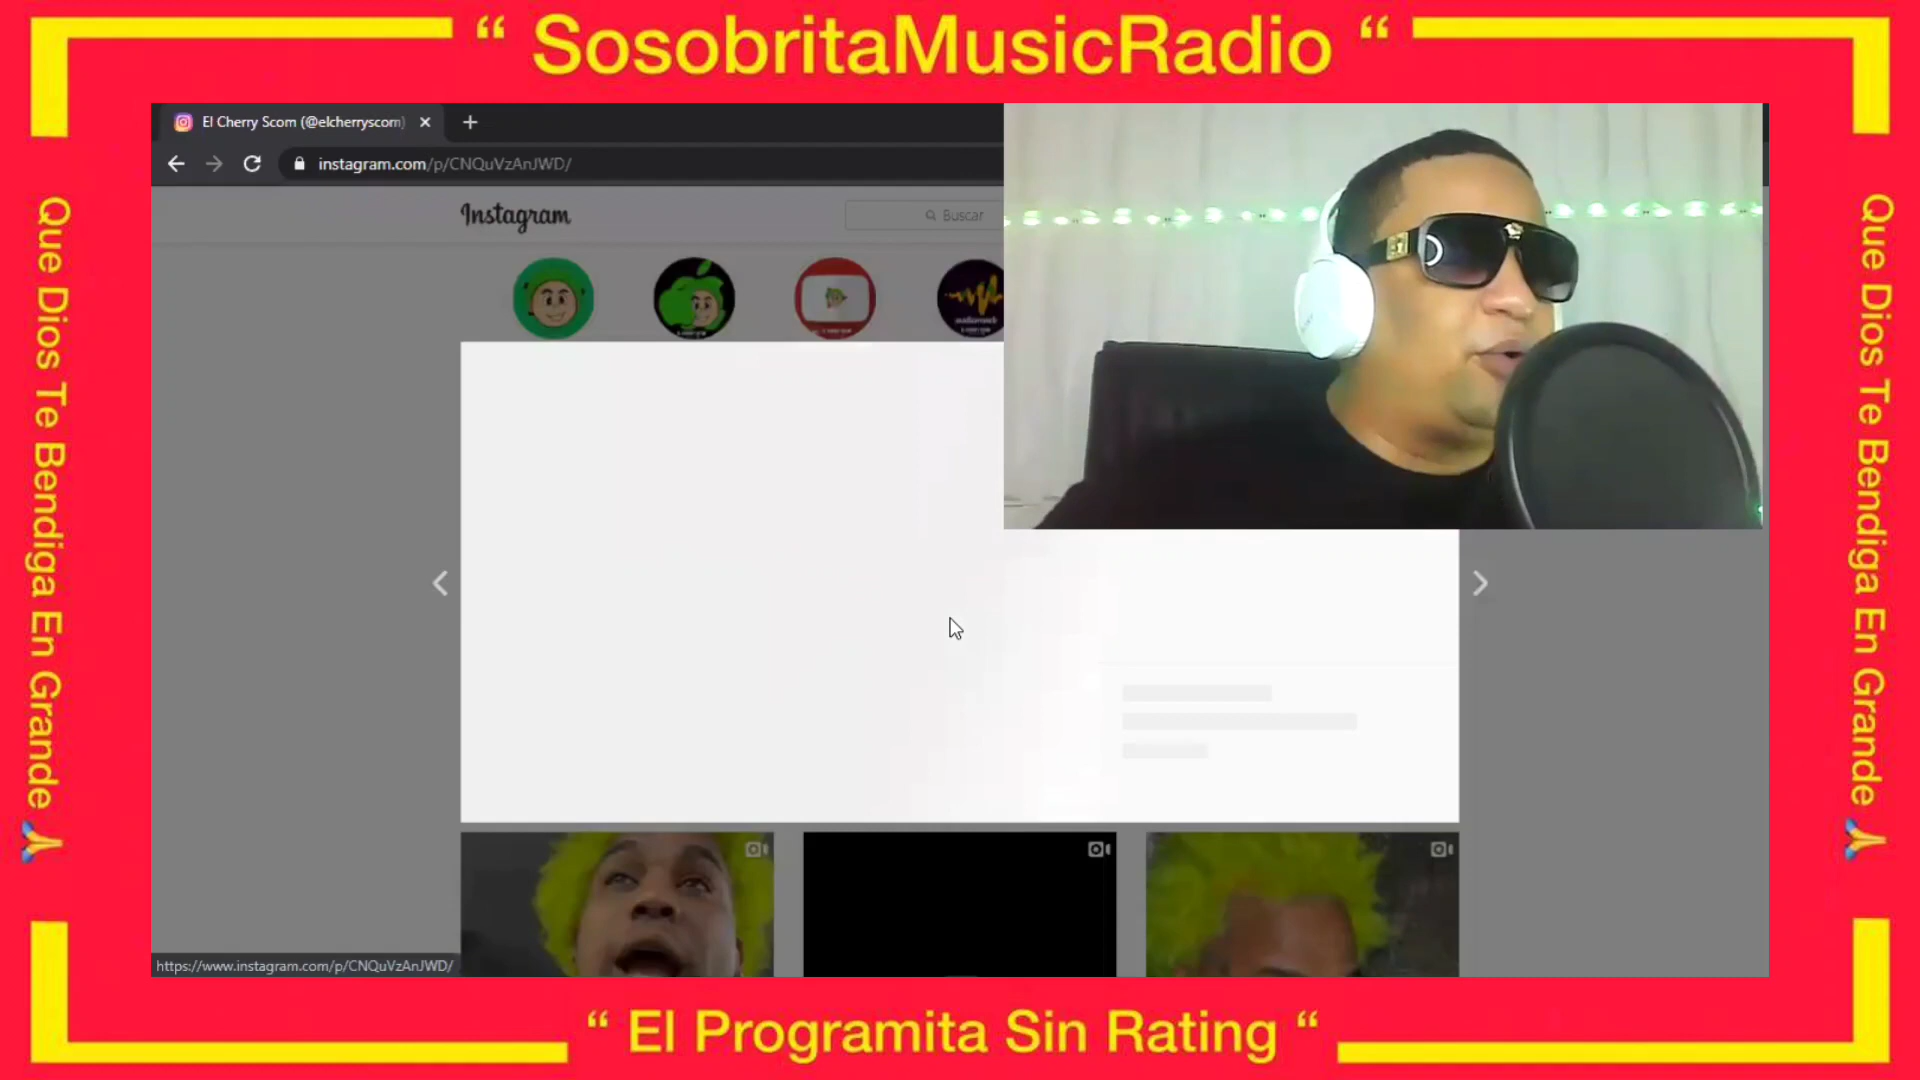 “ SosobritaMusicRadio “
El Cherry Scom (@elcherryscom)
instagram.com/p/CNQuVzAnJWD/
Instagram
Buscar
Que Dios Te Bendiga En Grande 🙏
Que Dios Te Bendiga En Grande 🙏
https://www.instagram.com/p/CNQuVzAnJWD/
“ El Programita Sin Rating “